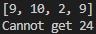 [9, 10, 2, 9]
Cannot get 24